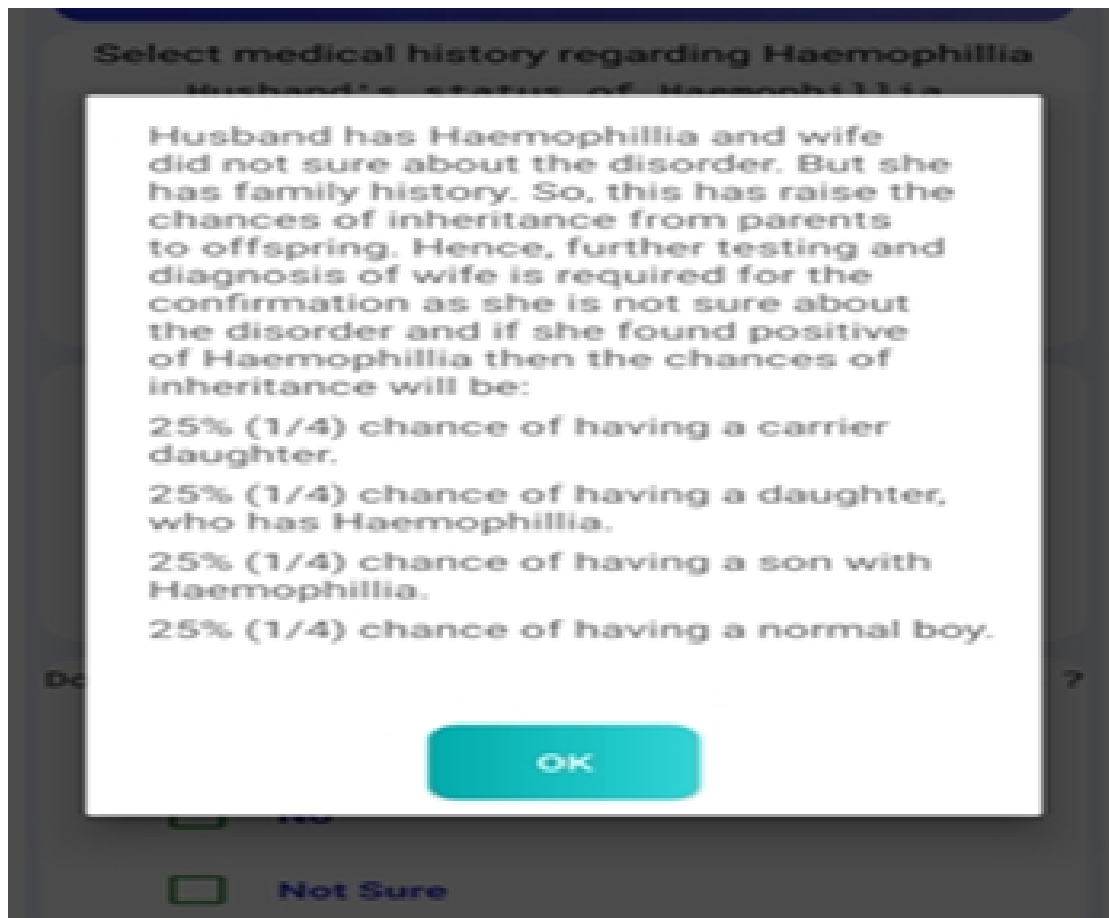 Select medical history regarding Haemophillia
Husband's status of Haemophillia
Husband has Haemophillia and wife
did not sure about the disorder. But she
has family history. So, this has raise the
chances of inheritance from parents
to offspring. Hence, further testing and
diagnosis of wife is required for the
confirmation as she is not sure about
the disorder and if she found positive
of Haemophillia then the chances of
inheritance will be:
25% (1/4) chance of having a carrier
daughter.
25% (1/4) chance of having a daughter,
who has Haemophillia.
25% (1/4) chance of having a son with
Haemophillia.
25% (1/4) chance of having a normal boy.
Do ?
OK
No
Not Sure